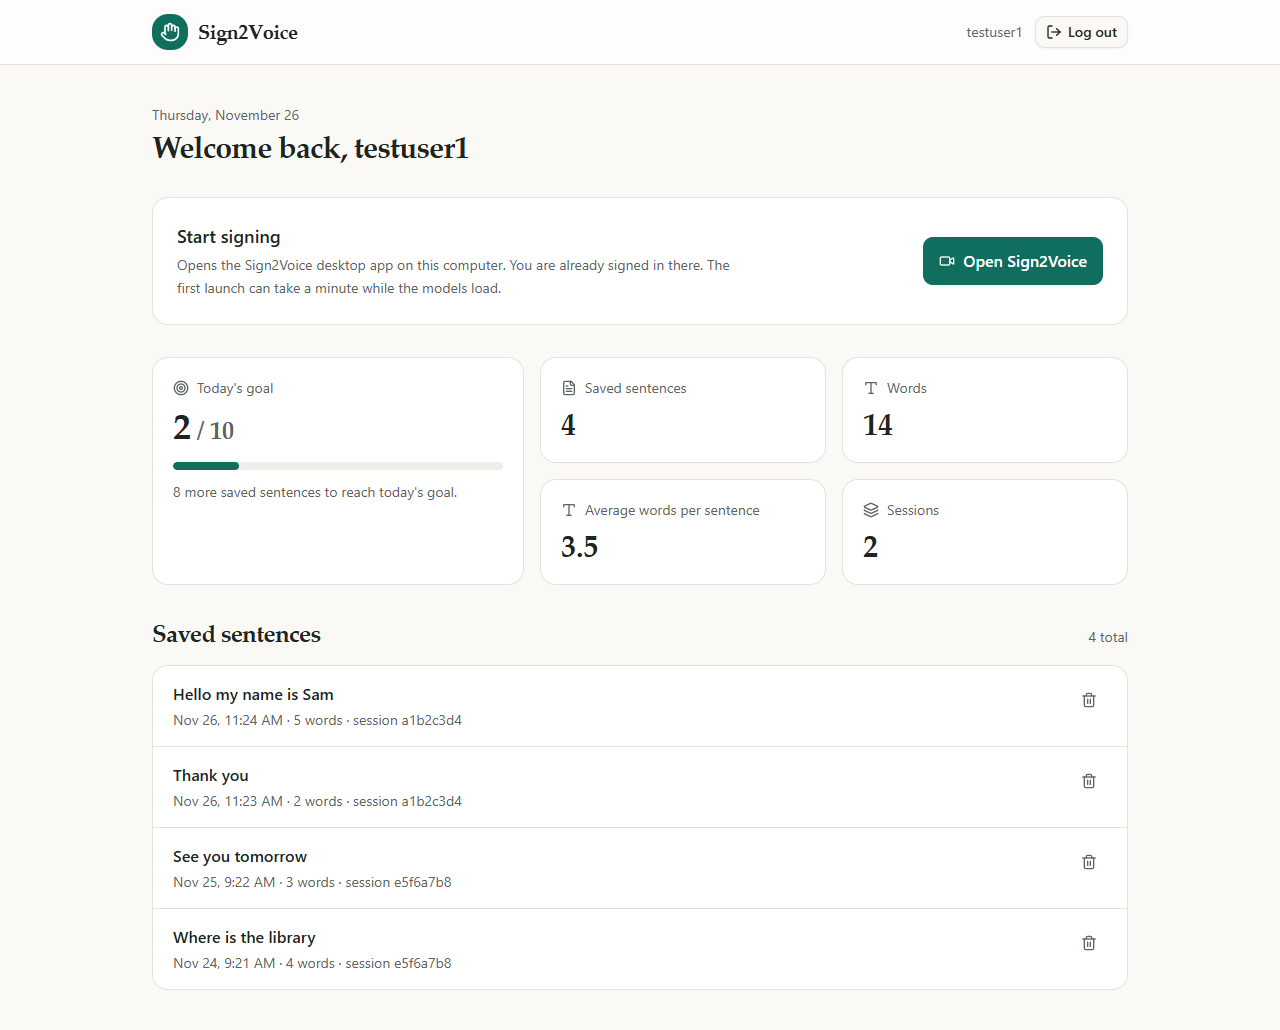 Sign2Voice
testuser1
Log out
Thursday, November 26
Welcome back, testuser1
Start signing
Opens the Sign2Voice desktop app on this computer. You are already signed in there. The
first launch can take a minute while the models load.
Open Sign2Voice
Today's goal
2 / 10
8 more saved sentences to reach today's goal.
Saved sentences
4
Words
14
Average words per sentence
3.5
Sessions
2
Saved sentences
4 total
Hello my name is Sam
Nov 26, 11:24 AM · 5 words · session a1b2c3d4
Thank you
Nov 26, 11:23 AM · 2 words · session a1b2c3d4
See you tomorrow
Nov 25, 9:22 AM · 3 words · session e5f6a7b8
Where is the library
Nov 24, 9:21 AM · 4 words · session e5f6a7b8